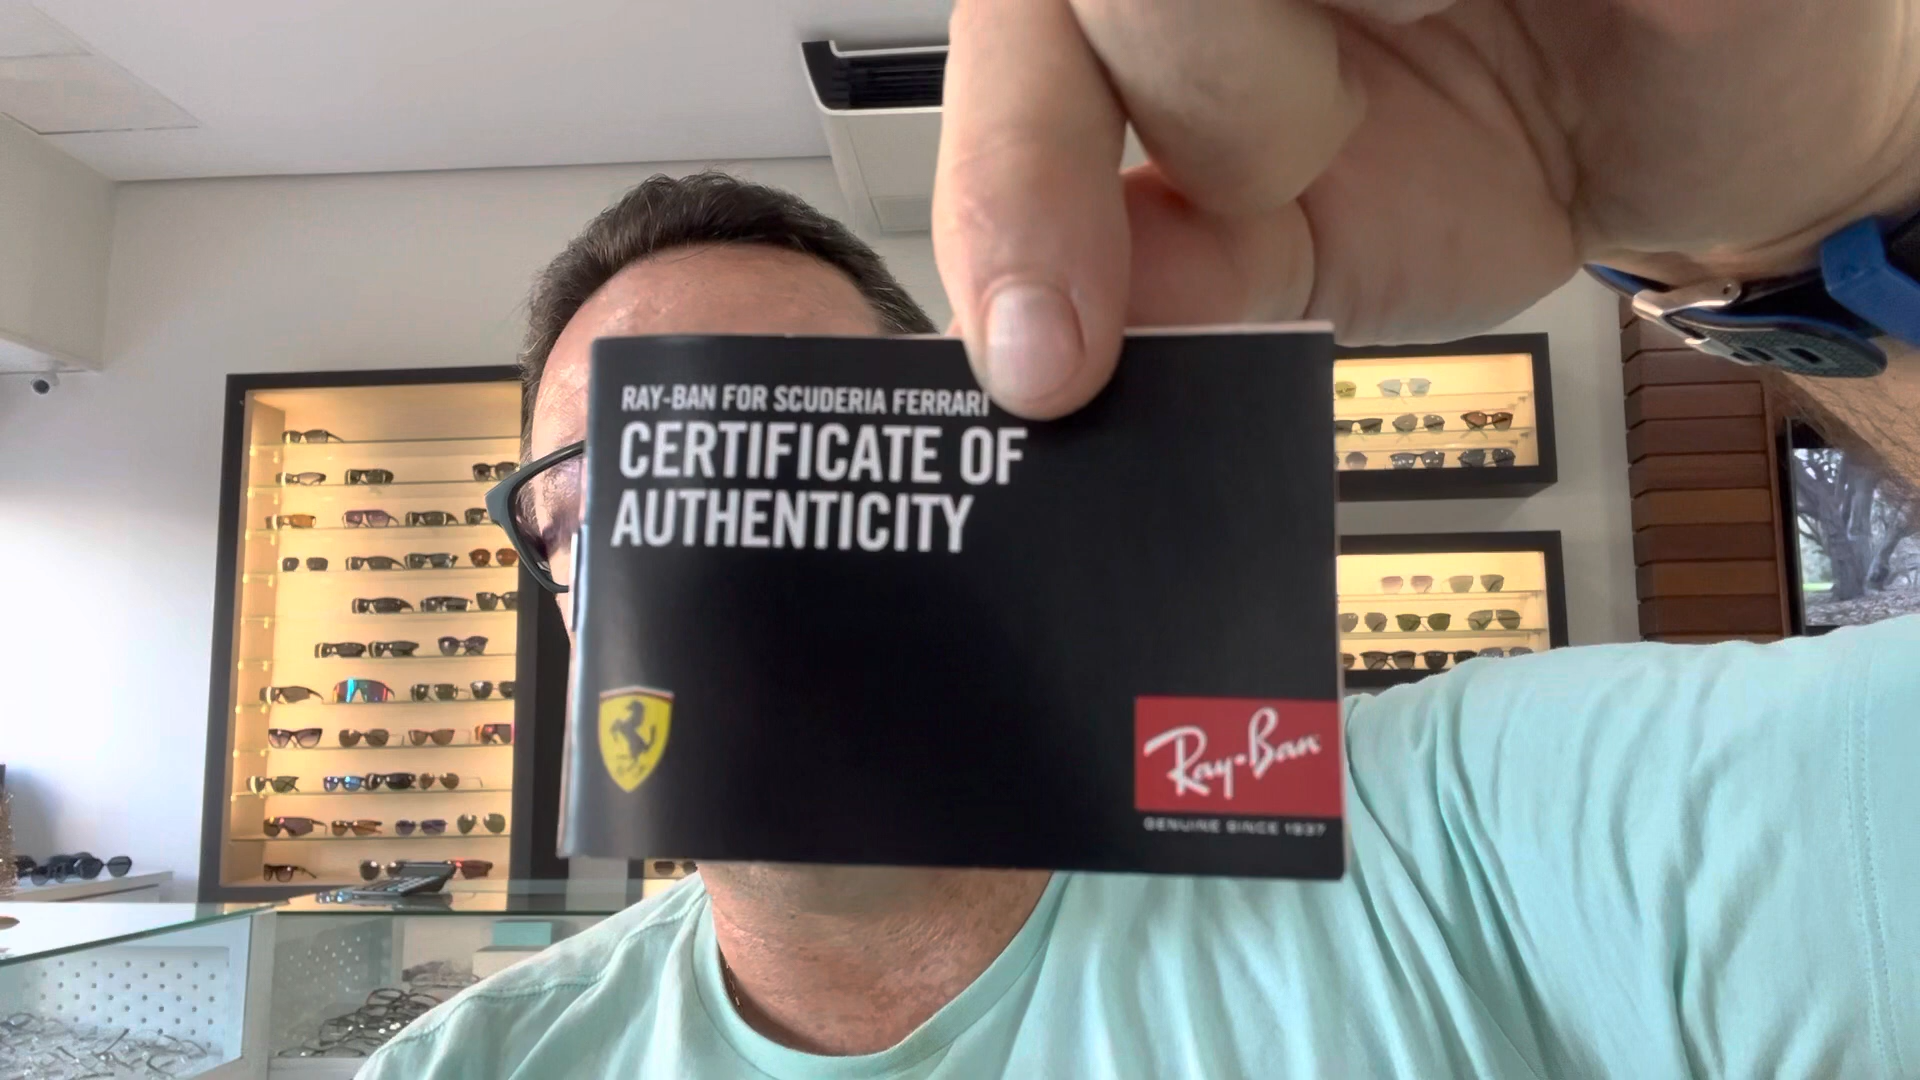 RAY-BAN FOR SCUDERIA FERRARI
CERTIFICATE OF
AUTHENTICITY
Ray-Ban
GENUINE SINCE 1937